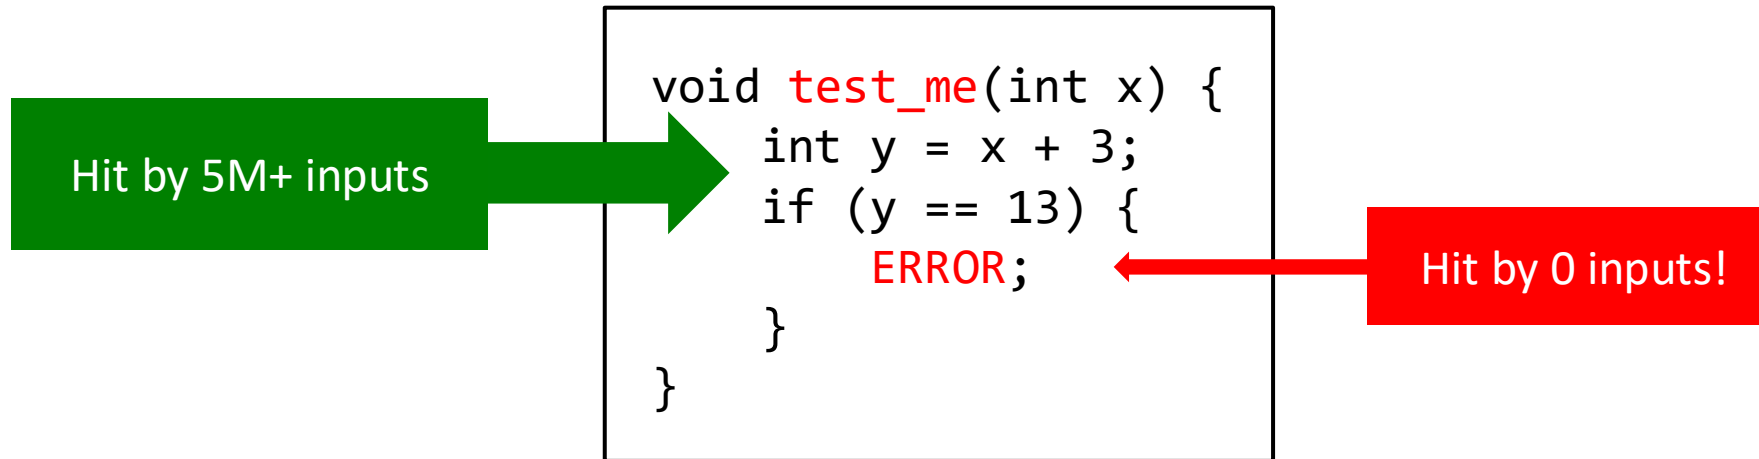 Hit by 5M+ inputs
void test_me(int x) {
    int y = x + 3;
    if (y == 13) {
        ERROR;
    }
}
Hit by 0 inputs!